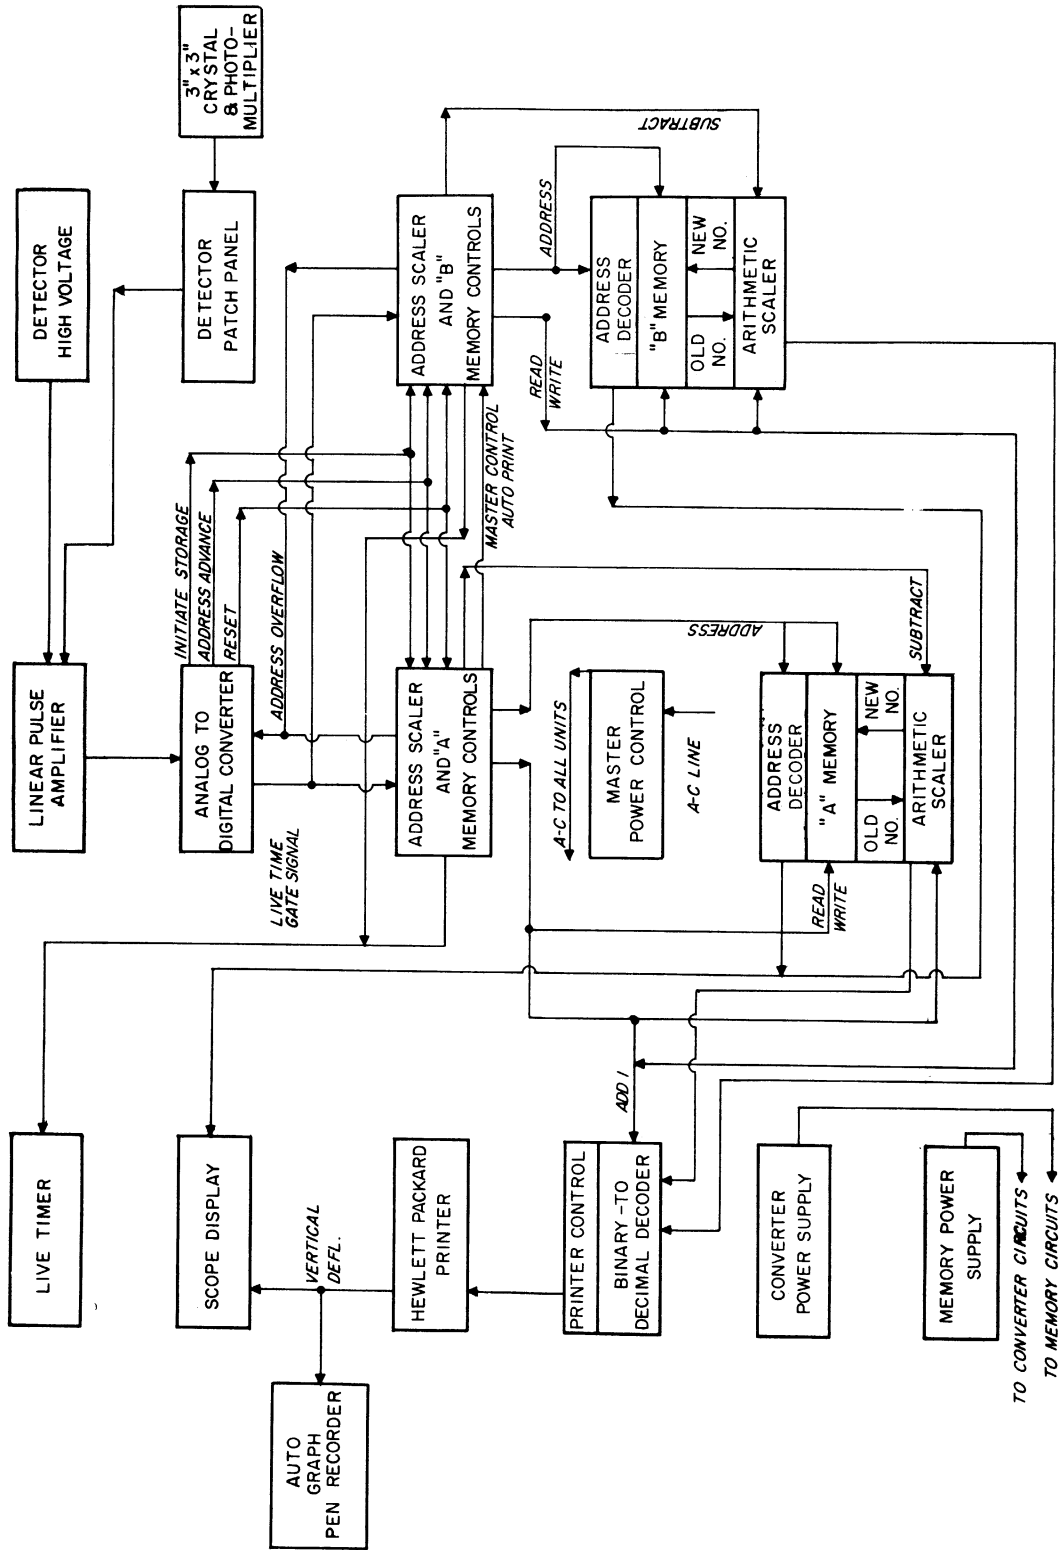 3" x 3"
CRYSTAL
& PHOTO-
MULTIPLIER
DETECTOR
HIGH VOLTAGE
DETECTOR
PATCH PANEL
LINEAR PULSE
AMPLIFIER
ANALOG TO
DIGITAL CONVERTER
INITIATE STORAGE
ADDRESS ADVANCE
RESET
ADDRESS OVERFLOW
LIVE TIME
GATE SIGNAL
ADDRESS SCALER
AND "B"
MEMORY CONTROLS
SUBTRACT
ADDRESS
READ
WRITE
MASTER CONTROL
AUTO PRINT
ADDRESS
DECODER
"B" MEMORY
OLD
NO.
NEW
NO.
ARITHMETIC
SCALER
ADDRESS SCALER
AND "A"
MEMORY CONTROLS
ADDRESS
SUBTRACT
A-C TO ALL UNITS
MASTER
POWER CONTROL
A-C LINE
READ
WRITE
ADDRESS
DECODER
"A" MEMORY
OLD
NO.
NEW
NO.
ARITHMETIC
SCALER
LIVE TIMER
SCOPE DISPLAY
VERTICAL
DEFL.
AUTO
GRAPH
PEN RECORDER
HEWLETT PACKARD
PRINTER
ADD 1
PRINTER CONTROL
BINARY-TO
DECIMAL DECODER
CONVERTER
POWER SUPPLY
MEMORY POWER
SUPPLY
TO CONVERTER CIRCUITS
TO MEMORY CIRCUITS